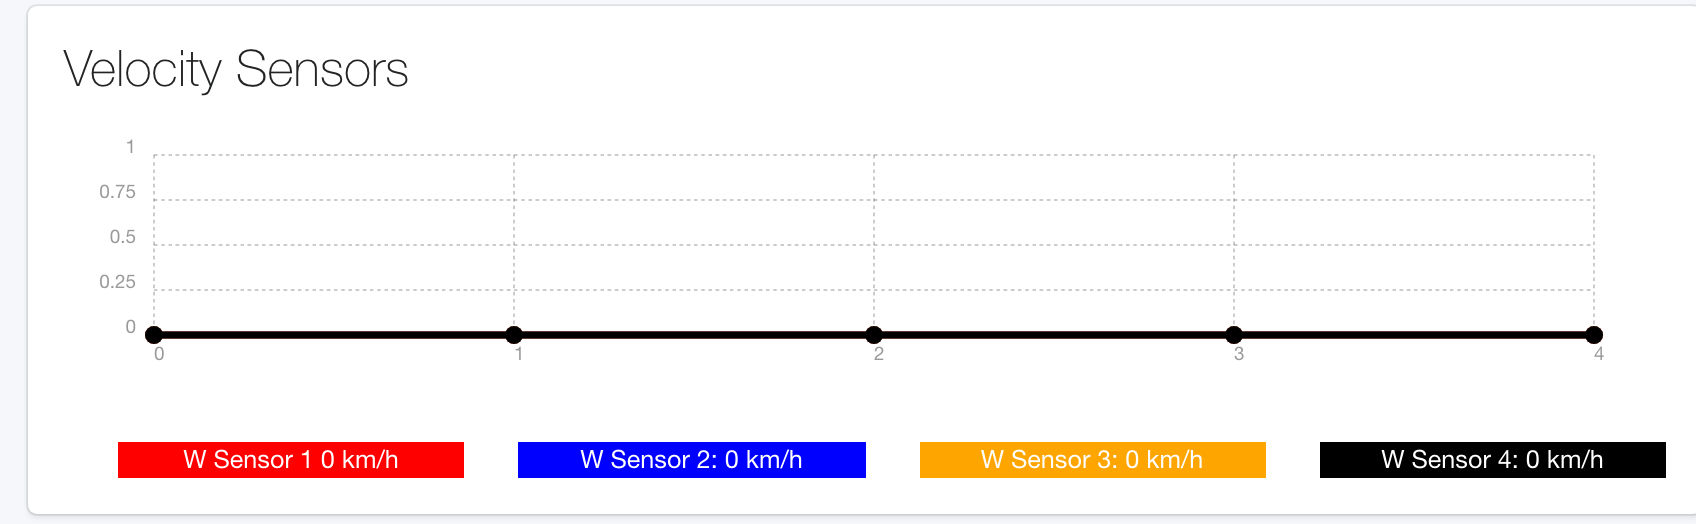 Velocity Sensors
1
0.75
0.5
0.25
0
0 1 2 3 4
W Sensor 1 0 km/h
W Sensor 2: 0 km/h
W Sensor 3: 0 km/h
W Sensor 4: 0 km/h